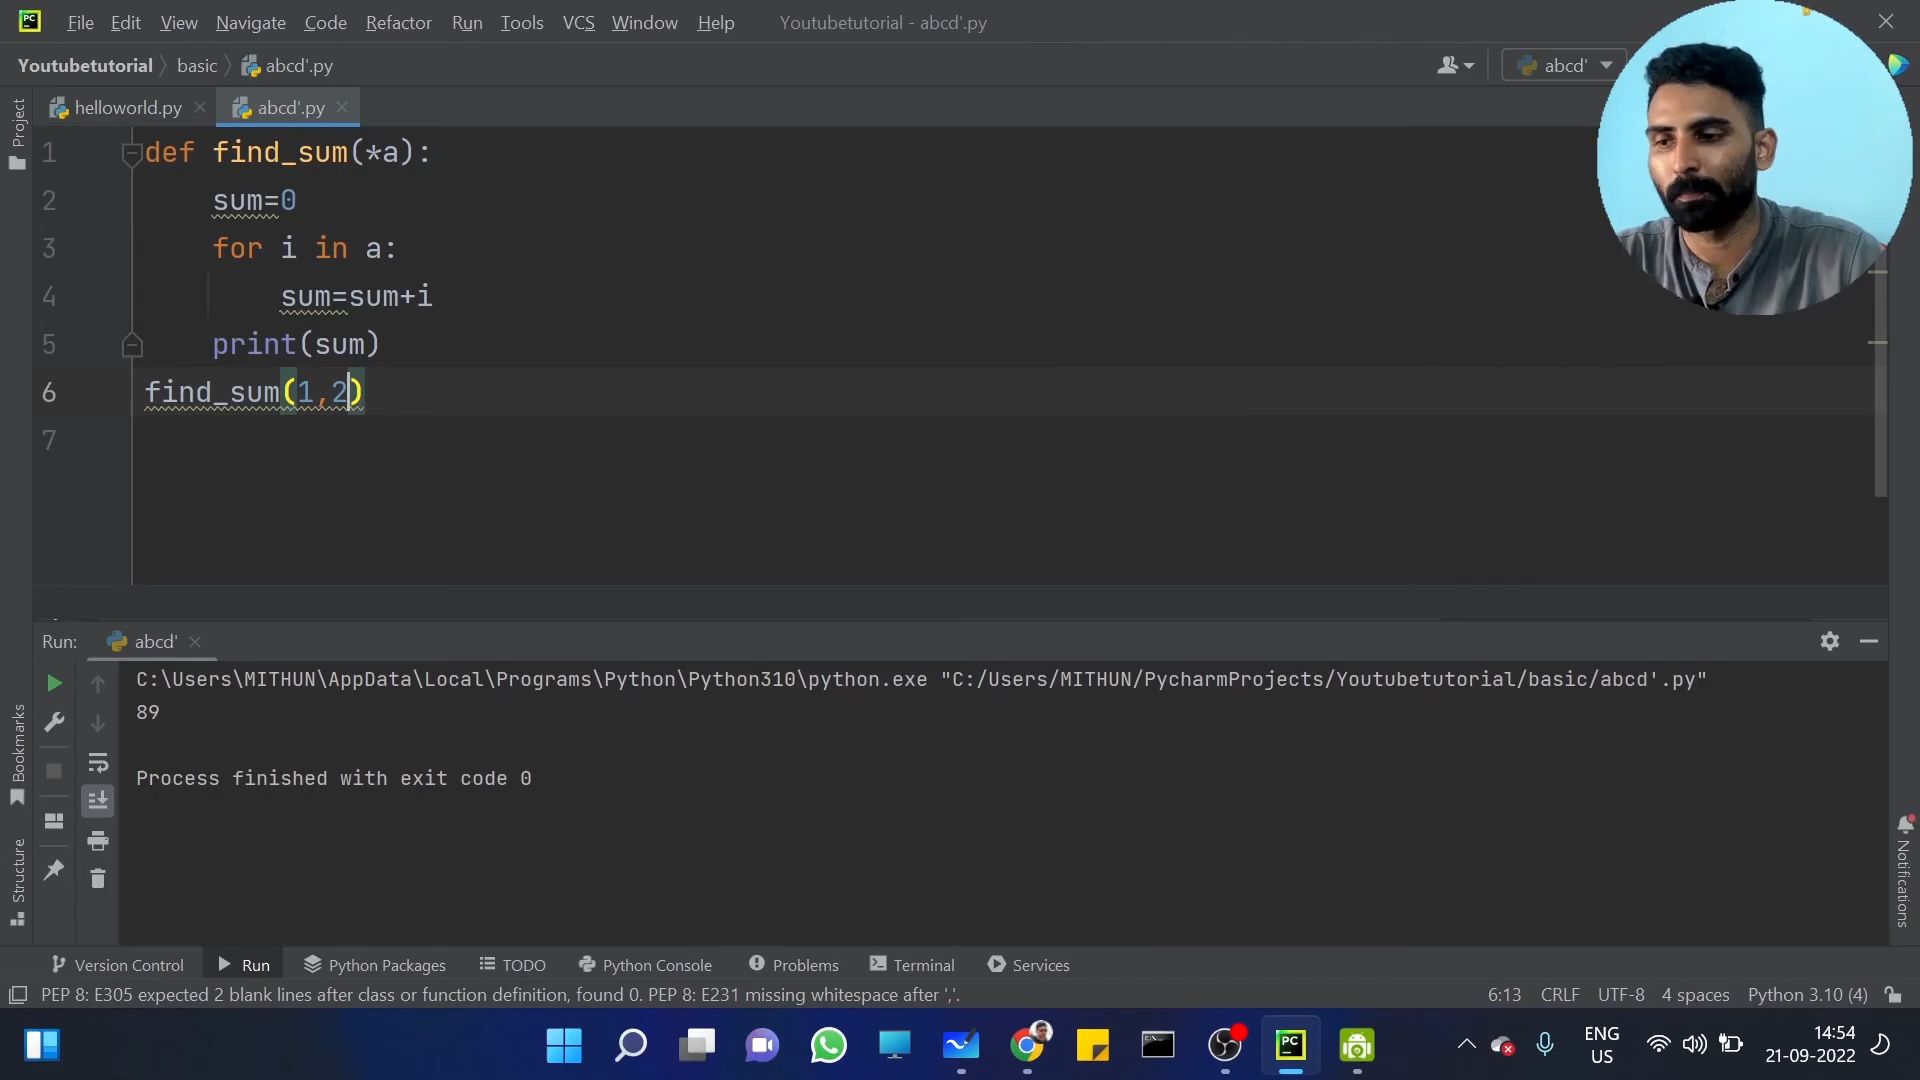 File Edit View Navigate Code Refactor Run Tools VCS Window Help Youtubetutorial - abcd'.py
Youtubetutorial basic abcd'.py abcd'
helloworld.py abcd'.py
Project
1 def find_sum(*a):
2 sum=0
3 for i in a:
4 sum=sum+i
5 print(sum)
6 find_sum(1,2)
7
Run: abcd'
C:\Users\MITHUN\AppData\Local\Programs\Python\Python310\python.exe "C:/Users/MITHUN/PycharmProjects/Youtubetutorial/basic/abcd'.py"
89
Process finished with exit code 0
Bookmarks
Structure
Notifications
Version Control Run Python Packages TODO Python Console Problems Terminal Services
PEP 8: E305 expected 2 blank lines after class or function definition, found 0. PEP 8: E231 missing whitespace after ','. 6:13 CRLF UTF-8 4 spaces Python 3.10 (4)
PC
ENG
US
14:54
21-09-2022